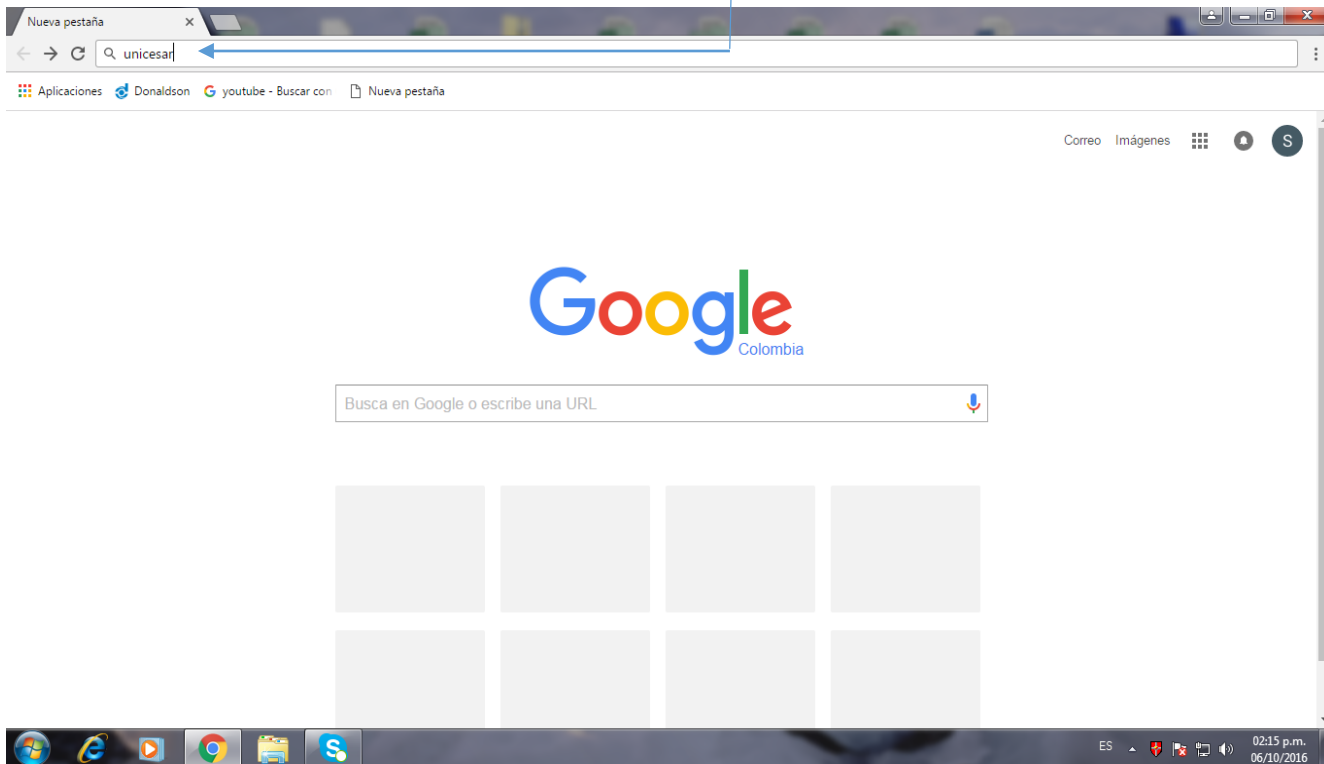 Nueva pestaña
unicesar
Aplicaciones Donaldson youtube - Buscar con Nueva pestaña
Correo Imágenes S
Google
Colombia
Busca en Google o escribe una URL
ES 02:15 p.m.
06/10/2016